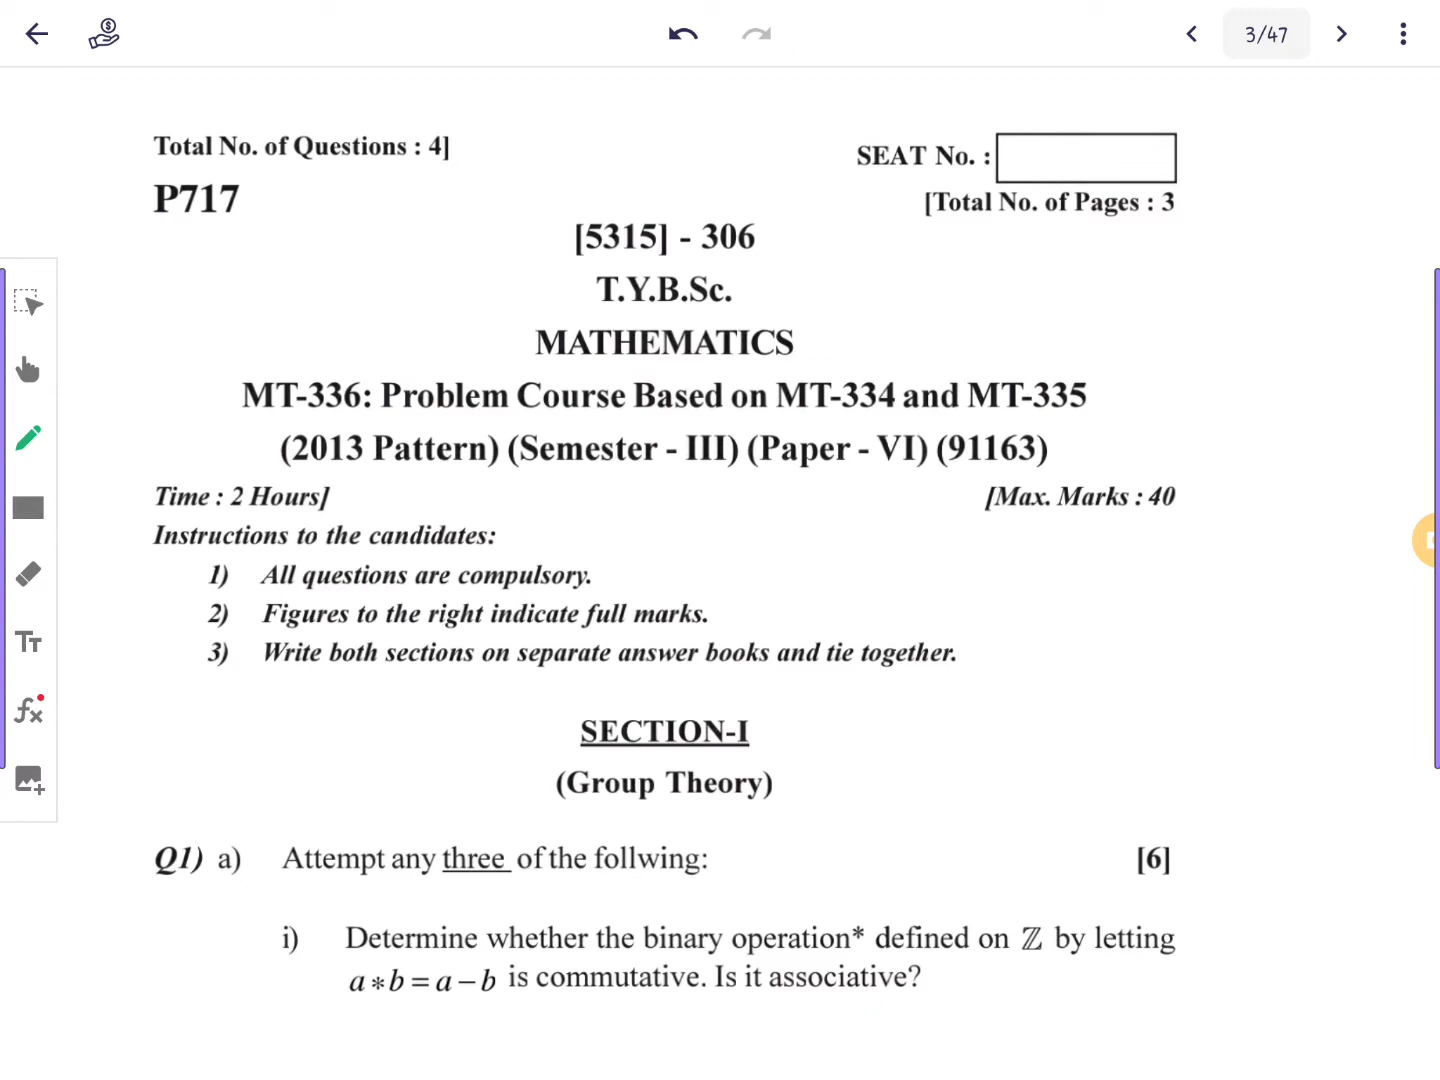 3/47
Total No. of Questions : 4]
SEAT No. :
P717
[Total No. of Pages : 3
[5315] - 306
T.Y.B.Sc.
MATHEMATICS
MT-336: Problem Course Based on MT-334 and MT-335
(2013 Pattern) (Semester - III) (Paper - VI) (91163)
Time : 2 Hours]
[Max. Marks : 40
Instructions to the candidates:
1) All questions are compulsory.
2) Figures to the right indicate full marks.
3) Write both sections on separate answer books and tie together.
SECTION-I
(Group Theory)
Q1) a) Attempt any three of the follwing: [6]
i) Determine whether the binary operation* defined on ℤ by letting
a∗b=a−b is commutative. Is it associative?
Tт
fx